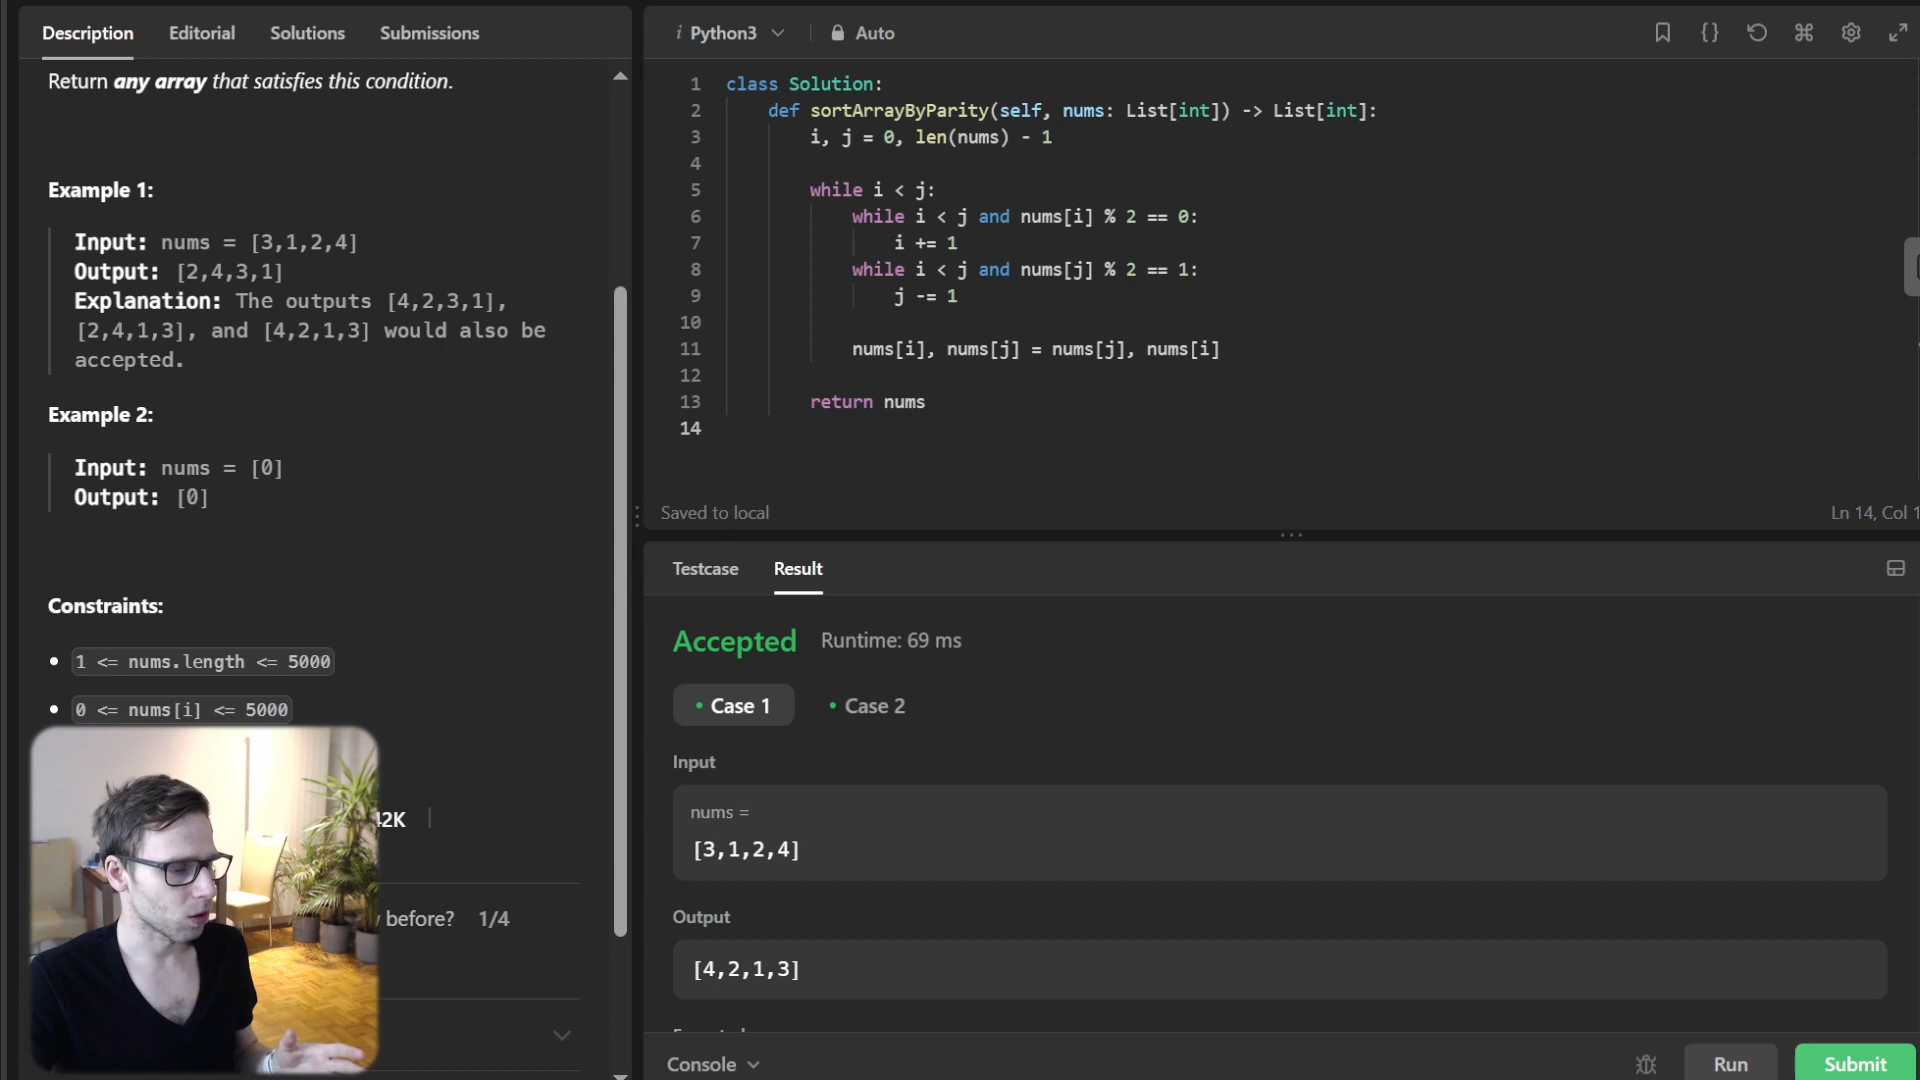 Description Editorial Solutions Submissions
Return any array that satisfies this condition.
Example 1:
Input: nums = [3,1,2,4]
Output: [2,4,3,1]
Explanation: The outputs [4,2,3,1],
[2,4,1,3], and [4,2,1,3] would also be
accepted.
Example 2:
Input: nums = [0]
Output: [0]
Constraints:
1 <= nums.length <= 5000
0 <= nums[i] <= 5000
42K
before? 1/4
i Python3 Auto
1 class Solution:
2 def sortArrayByParity(self, nums: List[int]) -> List[int]:
3 i, j = 0, len(nums) - 1
4
5 while i < j:
6 while i < j and nums[i] % 2 == 0:
7 i += 1
8 while i < j and nums[j] % 2 == 1:
9 j -= 1
10
11 nums[i], nums[j] = nums[j], nums[i]
12
13 return nums
14
Saved to local
Ln 14, Col 1
Testcase Result
Accepted Runtime: 69 ms
Case 1 Case 2
Input
nums =
[3,1,2,4]
Output
[4,2,1,3]
Console
Run Submit